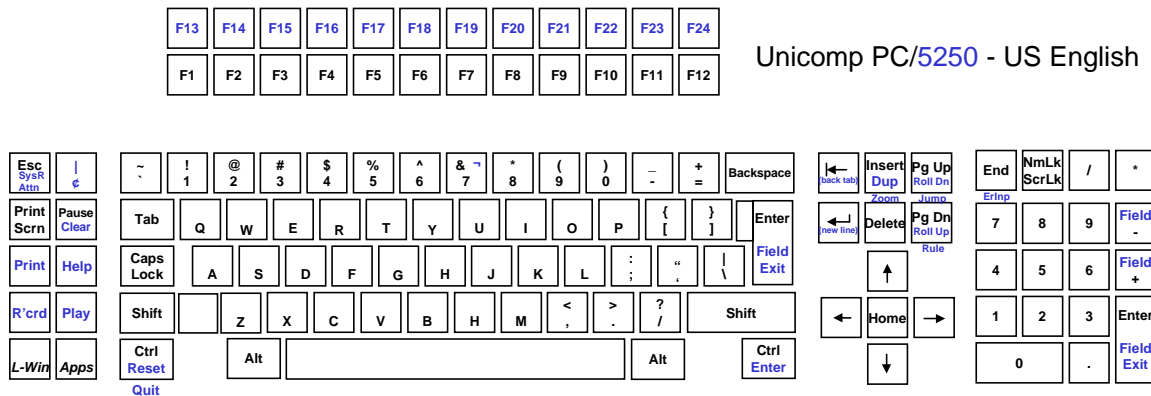 F13 F14 F15 F16 F17 F18 F19 F20 F21 F22 F23 F24
Unicomp PC/5250 - US English
F1 F2 F3 F4 F5 F6 F7 F8 F9 F10 F11 F12
Esc | ~ ! @ # $ % ^ & ¬ * ( ) _ + Backspace Insert Pg Up End NmLk / *
SysR ¢ ` 1 2 3 4 5 6 7 8 9 0 - = (back tab) Dup Roll Dn ScrLk
Attn Zoom Jump ErInp
Print Pause Tab Q W E R T Y U I O P { } Enter Delete Pg Dn 7 8 9 Field
Scrn Clear [ ] (new line) Roll Up -
Rule
Print Help Caps A S D F G H J K L : “ | Field 4 5 6 Field
Lock ; ‘ \ Exit +
R'crd Play Shift Z X C V B H M < > ? Shift Home 1 2 3 Enter
, . /
L-Win Apps Ctrl Alt Alt Ctrl 0 . Field
Reset Enter Exit
Quit